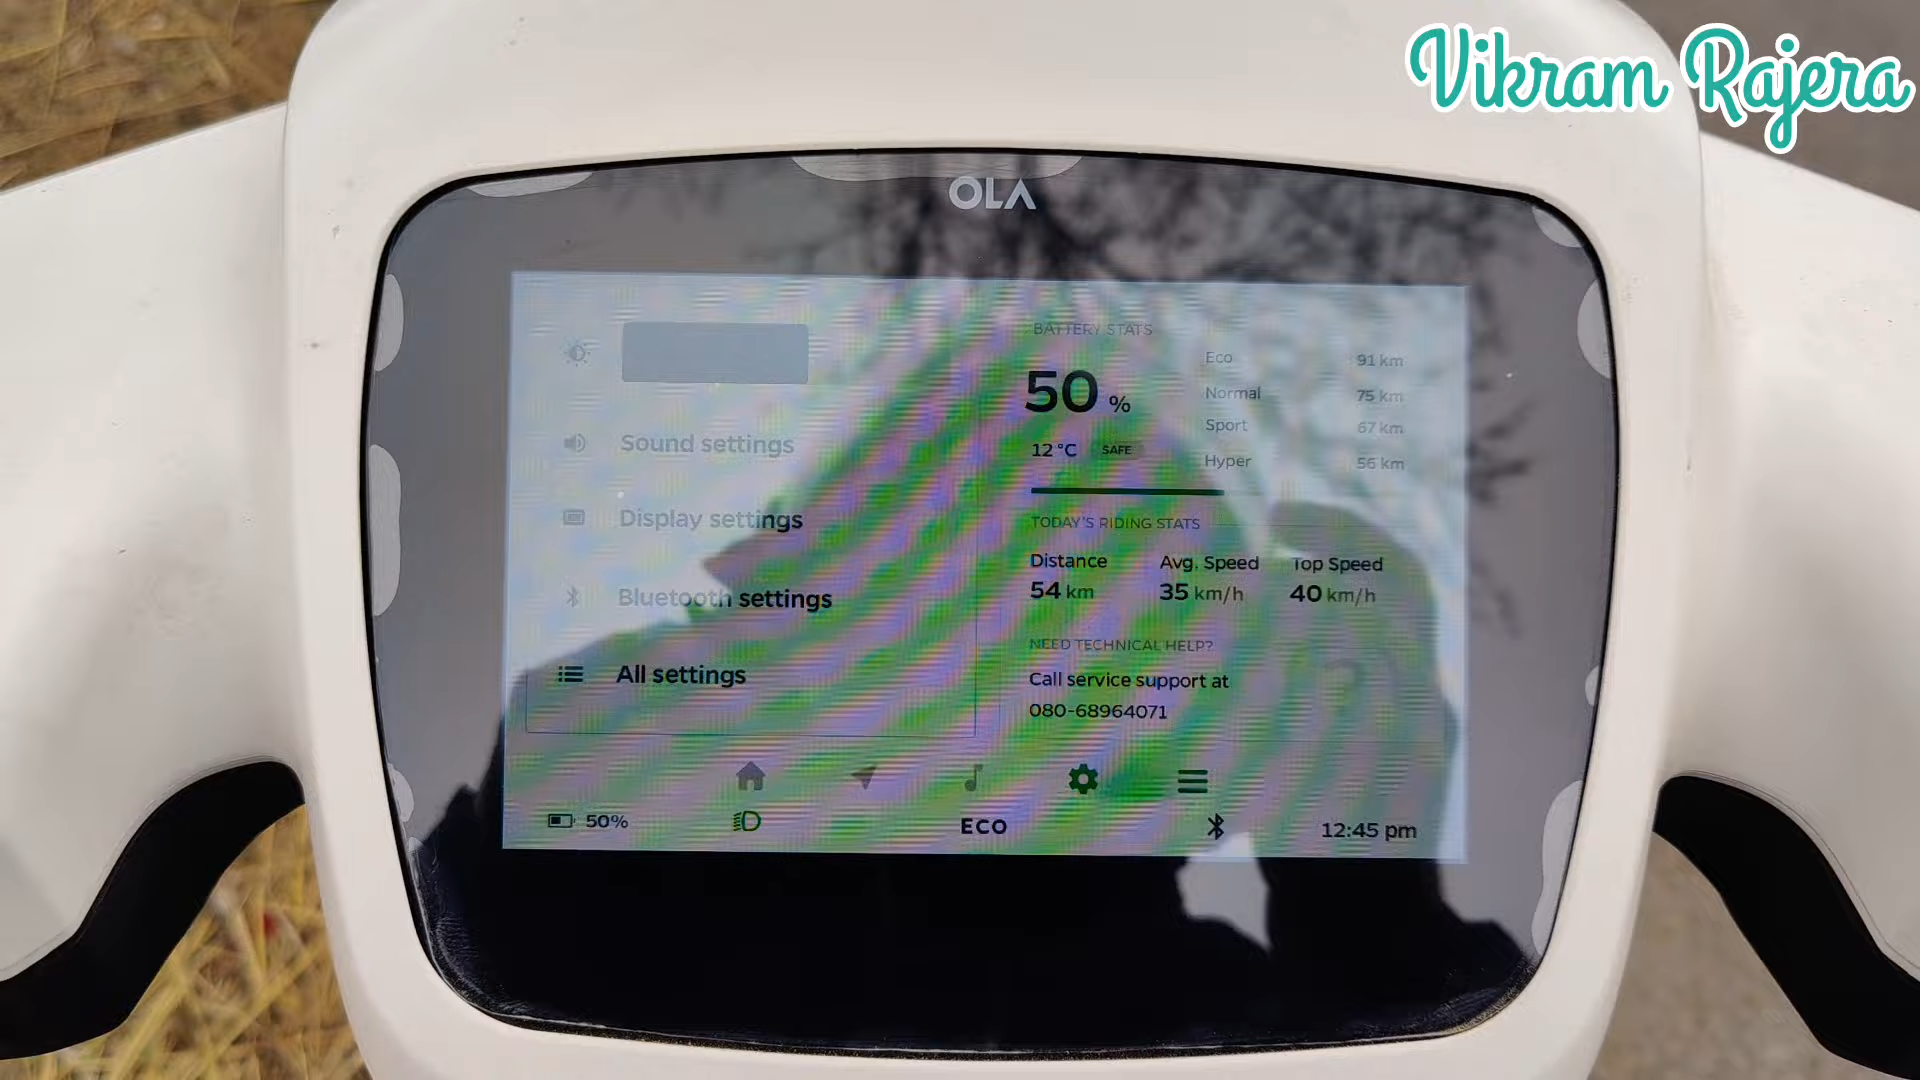 Vikram Rajera
OLA
Sound settings
Display settings
Bluetooth settings
All settings
BATTERY STATS
50 %
12 °C SAFE
Eco 91 km
Normal 75 km
Sport 67 km
Hyper 56 km
TODAY'S RIDING STATS
Distance Avg. Speed Top Speed
54 km 35 km/h 40 km/h
NEED TECHNICAL HELP?
Call service support at
080-68964071
50% ECO 12:45 pm